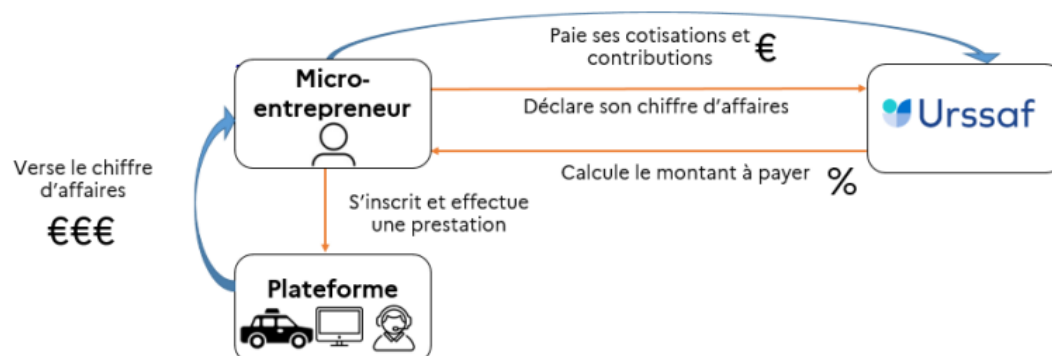 Paie ses cotisations et
contributions €
Micro-
entrepreneur
Déclare son chiffre d'affaires
Urssaf
Calcule le montant à payer %
Verse le chiffre
d'affaires
€€€
S'inscrit et effectue
une prestation
Plateforme